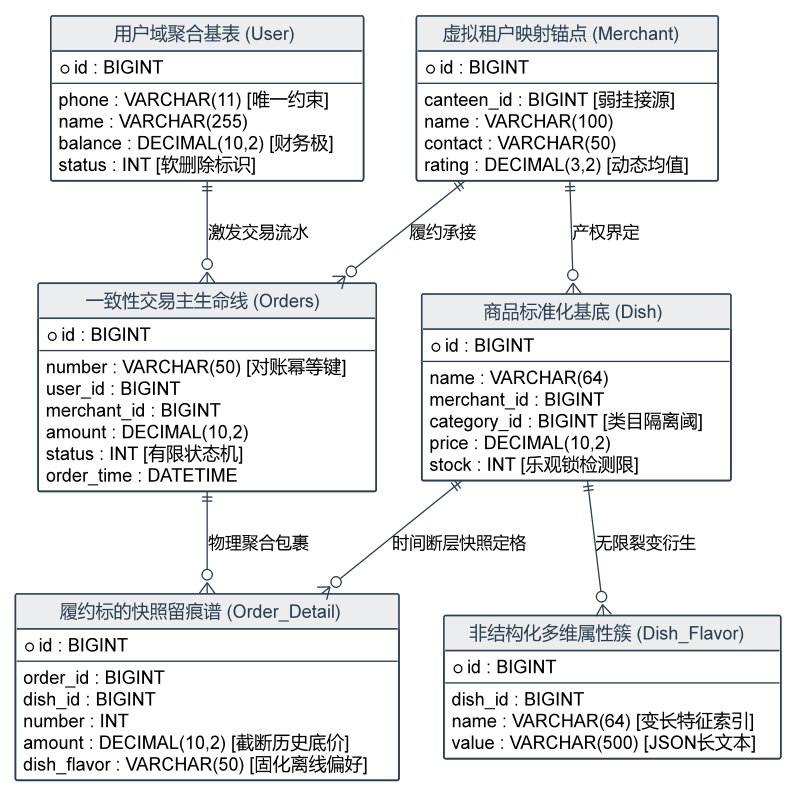 用户域聚合基表 (User)
id : BIGINT
phone : VARCHAR(11) [唯一约束]
name : VARCHAR(255)
balance : DECIMAL(10,2) [财务极]
status : INT [软删除标识]
虚拟租户映射锚点 (Merchant)
id : BIGINT
canteen_id : BIGINT [弱挂接源]
name : VARCHAR(100)
contact : VARCHAR(50)
rating : DECIMAL(3,2) [动态均值]
激发交易流水
履约承接
产权界定
一致性交易主生命线 (Orders)
id : BIGINT
number : VARCHAR(50) [对账幂等键]
user_id : BIGINT
merchant_id : BIGINT
amount : DECIMAL(10,2)
status : INT [有限状态机]
order_time : DATETIME
商品标准化基底 (Dish)
id : BIGINT
name : VARCHAR(64)
merchant_id : BIGINT
category_id : BIGINT [类目隔离阈]
price : DECIMAL(10,2)
stock : INT [乐观锁检测限]
物理聚合包裹
时间断层快照定格
无限裂变衍生
履约标的快照留痕谱 (Order_Detail)
id : BIGINT
order_id : BIGINT
dish_id : BIGINT
number : INT
amount : DECIMAL(10,2) [截断历史底价]
dish_flavor : VARCHAR(50) [固化离线偏好]
非结构化多维属性簇 (Dish_Flavor)
id : BIGINT
dish_id : BIGINT
name : VARCHAR(64) [变长特征索引]
value : VARCHAR(500) [JSON长文本]